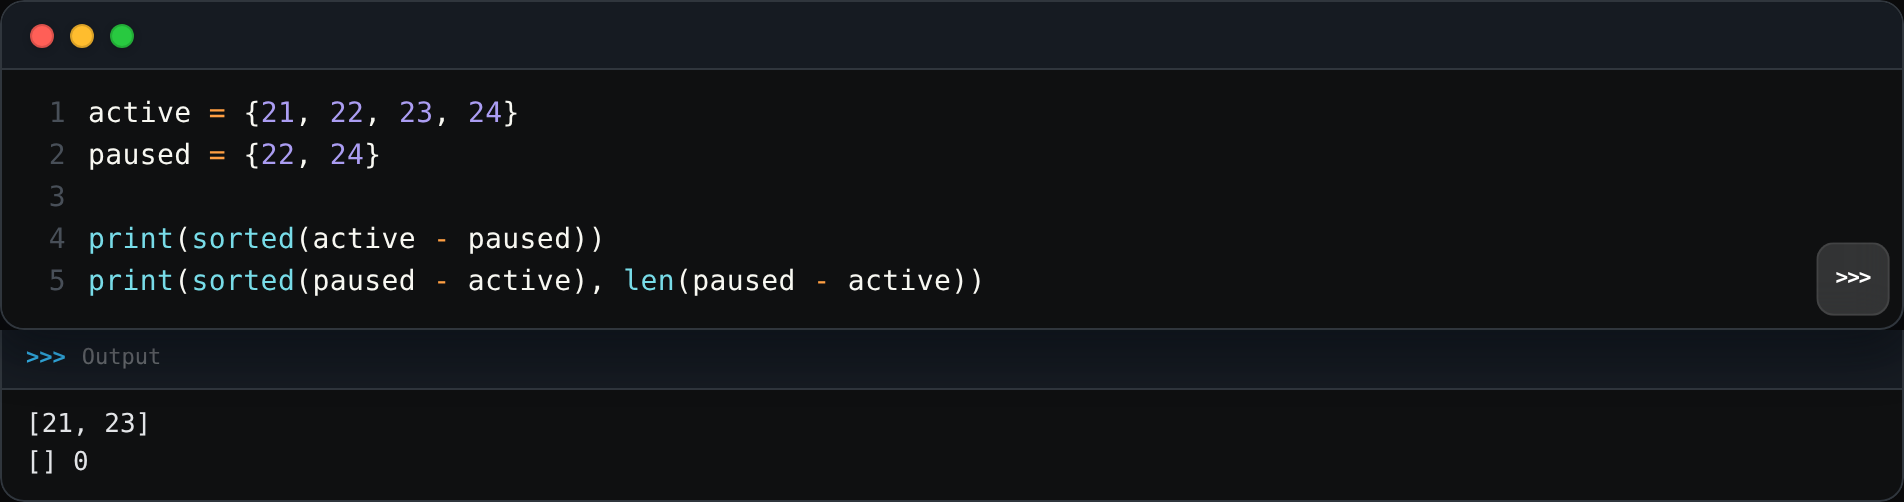 1 active = {21, 22, 23, 24}
2 paused = {22, 24}
3
4 print(sorted(active - paused))
5 print(sorted(paused - active), len(paused - active))
>>>
>>> Output
[21, 23]
[] 0